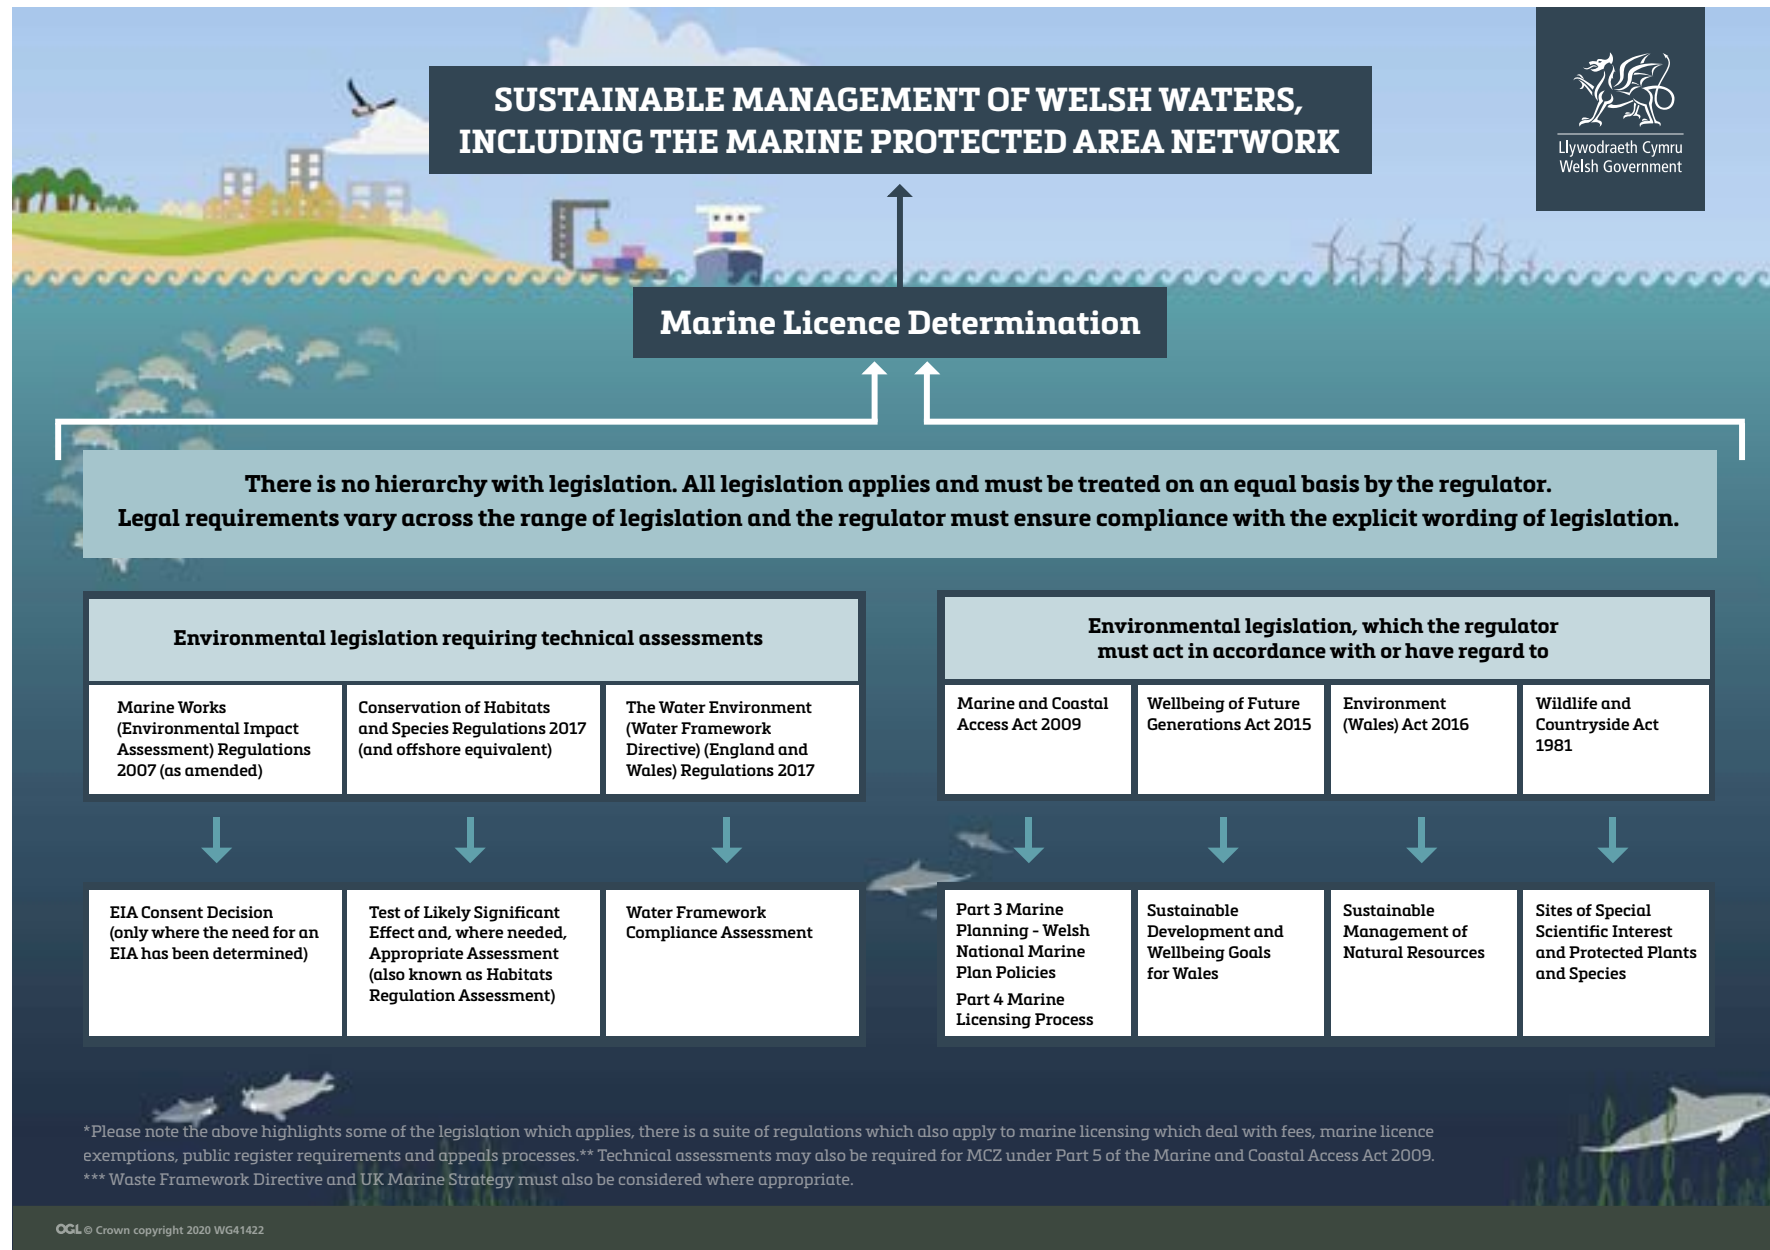 SUSTAINABLE MANAGEMENT OF WELSH WATERS,
INCLUDING THE MARINE PROTECTED AREA NETWORK
Llywodraeth Cymru
Welsh Government
Marine Licence Determination
There is no hierarchy with legislation. All legislation applies and must be treated on an equal basis by the regulator.
Legal requirements vary across the range of legislation and the regulator must ensure compliance with the explicit wording of legislation.
Environmental legislation requiring technical assessments
Marine Works
(Environmental Impact
Assessment) Regulations
2007 (as amended)
Conservation of Habitats
and Species Regulations 2017
(and offshore equivalent)
The Water Environment
(Water Framework
Directive) (England and
Wales) Regulations 2017
EIA Consent Decision
(only where the need for an
EIA has been determined)
Test of Likely Significant
Effect and, where needed,
Appropriate Assessment
(also known as Habitats
Regulation Assessment)
Water Framework
Compliance Assessment
Environmental legislation, which the regulator
must act in accordance with or have regard to
Marine and Coastal
Access Act 2009
Wellbeing of Future
Generations Act 2015
Environment
(Wales) Act 2016
Wildlife and
Countryside Act
1981
Part 3 Marine
Planning - Welsh
National Marine
Plan Policies
Part 4 Marine
Licensing Process
Sustainable
Development and
Wellbeing Goals
for Wales
Sustainable
Management of
Natural Resources
Sites of Special
Scientific Interest
and Protected Plants
and Species
*Please note the above highlights some of the legislation which applies, there is a suite of regulations which also apply to marine licensing which deal with fees, marine licence
exemptions, public register requirements and appeals processes.** Technical assessments may also be required for MCZ under Part 5 of the Marine and Coastal Access Act 2009.
*** Waste Framework Directive and UK Marine Strategy must also be considered where appropriate.
OGL © Crown copyright 2020 WG41422